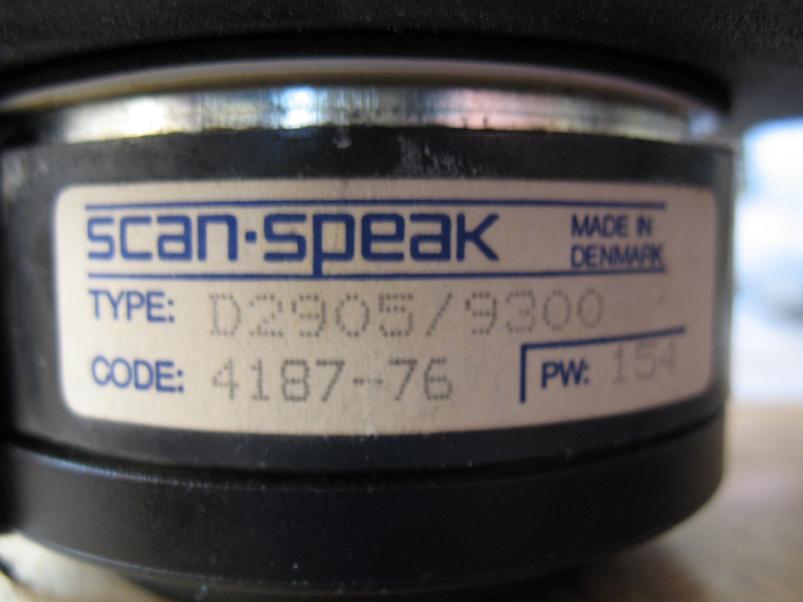 scan-speak
MADE IN
DENMARK
TYPE: D2905/9300
CODE: 4187-76
PW: 154